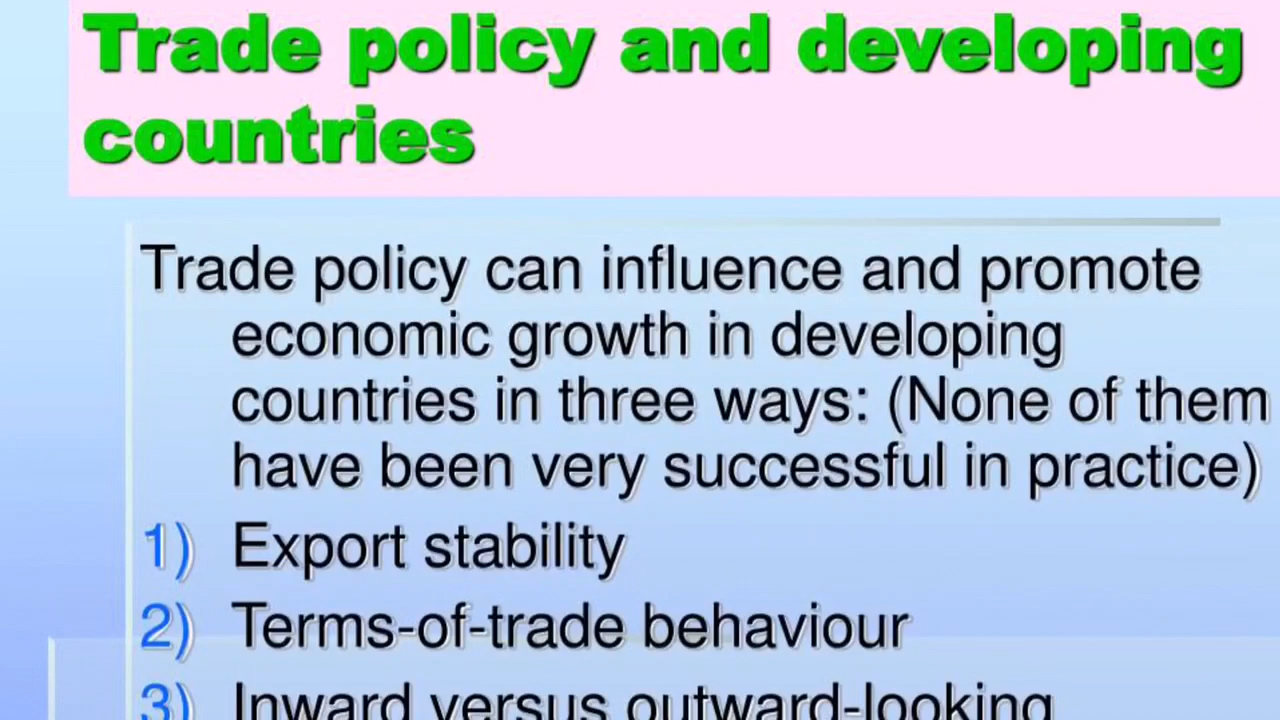 Trade policy and developing
countries
Trade policy can influence and promote
economic growth in developing
countries in three ways: (None of them
have been very successful in practice)
1) Export stability
2) Terms-of-trade behaviour
3) Inward versus outward-looking